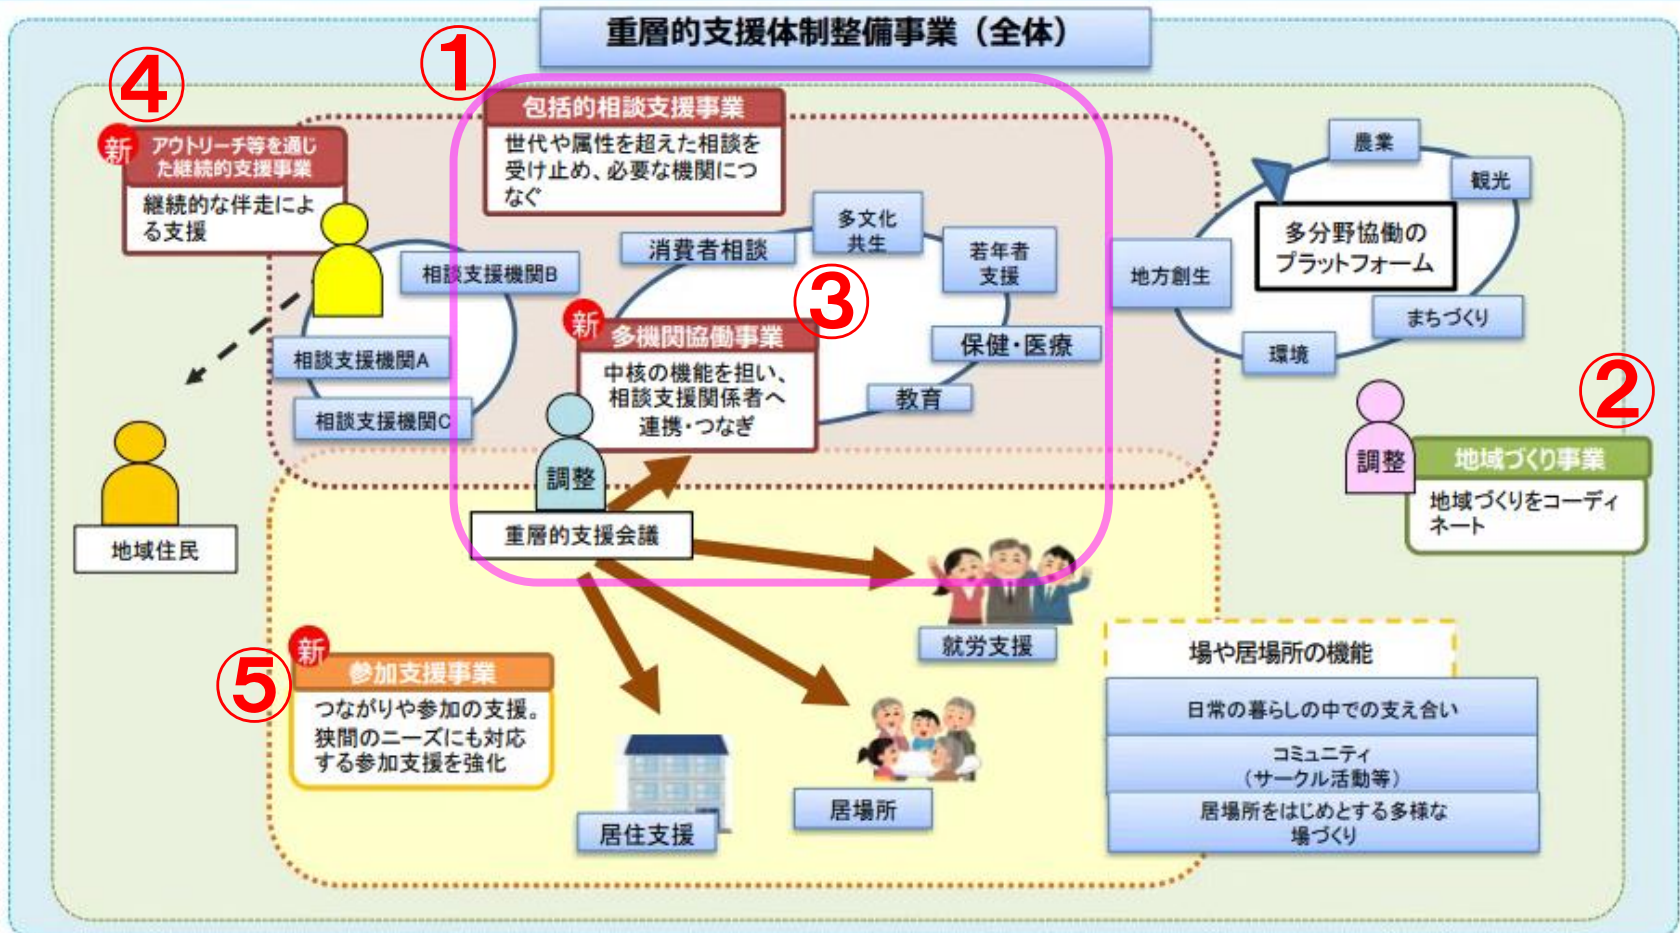 重層的支援体制整備事業（全体）
④
①
包括的相談支援事業
世代や属性を超えた相談を
受け止め、必要な機関につ
なぐ
新
アウトリーチ等を通じ
た継続的支援事業
継続的な伴走によ
る支援
相談支援機関B
相談支援機関A
相談支援機関C
消費者相談
多文化
共生
若年者
支援
保健・医療
教育
③
新
多機関協働事業
中核の機能を担い、
相談支援関係者へ
連携・つなぎ
調整
重層的支援会議
農業
観光
多分野協働の
プラットフォーム
地方創生
まちづくり
環境
②
調整
地域づくり事業
地域づくりをコーディ
ネート
地域住民
⑤
新
参加支援事業
つながりや参加の支援。
狭間のニーズにも対応
する参加支援を強化
就労支援
居場所
居住支援
場や居場所の機能
日常の暮らしの中での支え合い
コミュニティ
（サークル活動等）
居場所をはじめとする多様な
場づくり